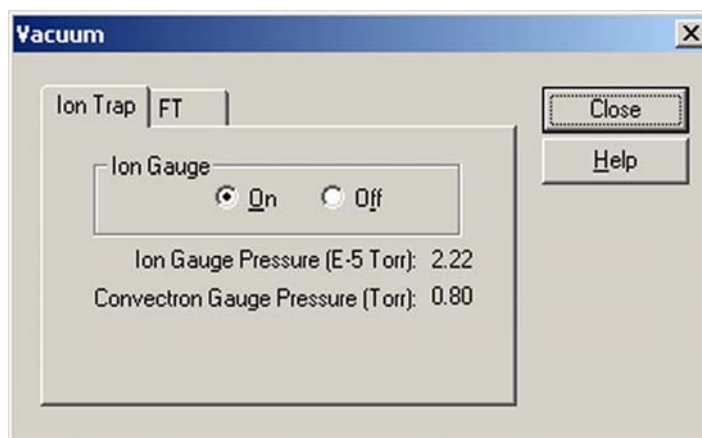 Vacuum
Ion Trap FT
Close
Help
Ion Gauge
On Off
Ion Gauge Pressure (E-5 Torr): 2.22
Convectron Gauge Pressure (Torr): 0.80